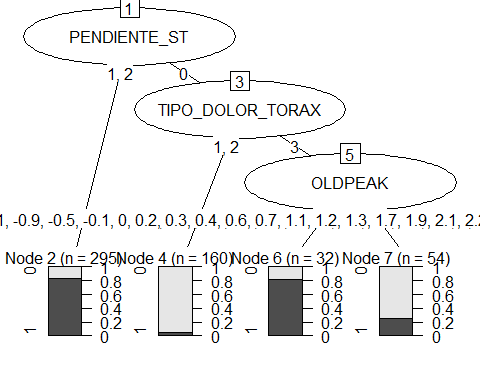 1
PENDIENTE_ST
1, 2
0
3
TIPO_DOLOR_TORAX
1, 2
3
5
OLDPEAK
1, -0.9, -0.5, -0.1, 0, 0.2, 0.3, 0.4, 0.6, 0.7, 1.1, 1.2, 1.3, 1.7, 1.9, 2.1, 2.2
Node 2 (n = 295) Node 4 (n = 160) Node 6 (n = 32) Node 7 (n = 54)
0 1 0 1 0 1 0 1
0.8 0.8 0.8 0.8
0.6 0.6 0.6 0.6
0.4 0.4 0.4 0.4
1 0.2 1 0.2 1 0.2 1 0.2
0 0 0 0